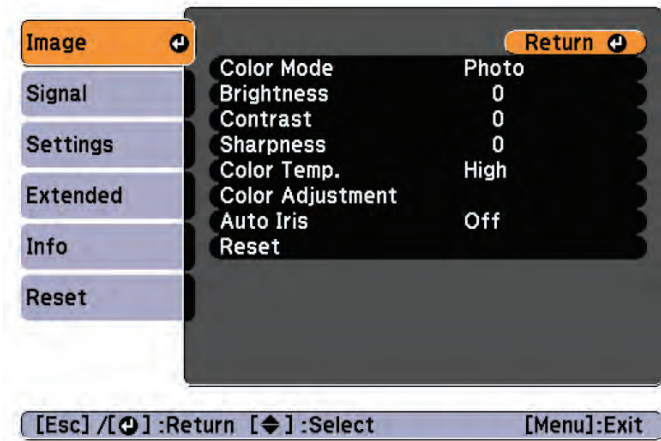 Image
Signal
Settings
Extended
Info
Reset
Return
Color Mode Photo
Brightness 0
Contrast 0
Sharpness 0
Color Temp. High
Color Adjustment
Auto Iris Off
Reset
[Esc] /[⏎] :Return [◆] :Select [Menu]:Exit